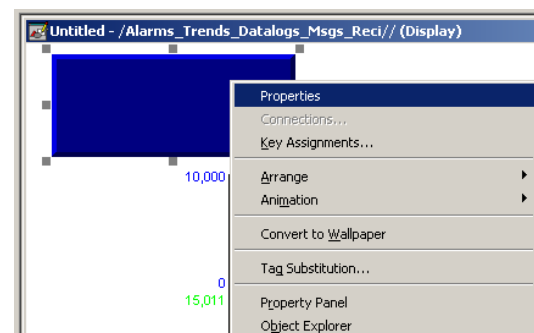 Untitled - /Alarms_Trends_Datalogs_Msgs_Reci// (Display)
Properties
Connections...
Key Assignments...
10,000
Arrange
Animation
Convert to Wallpaper
Tag Substitution...
0
15,011
Property Panel
Object Explorer